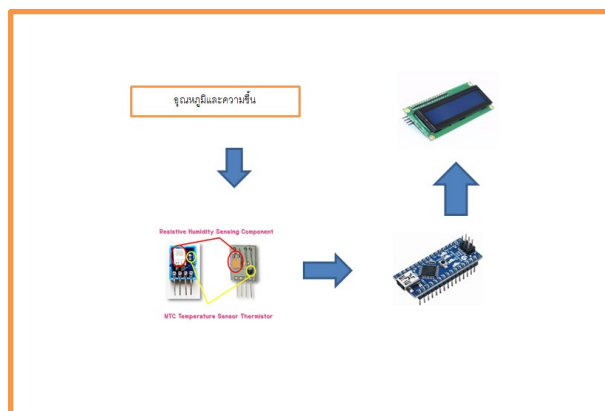 อุณหภูมิและความชื้น
Resistive Humidity Sensing Component
NTC Temperature Sensor Thermistor